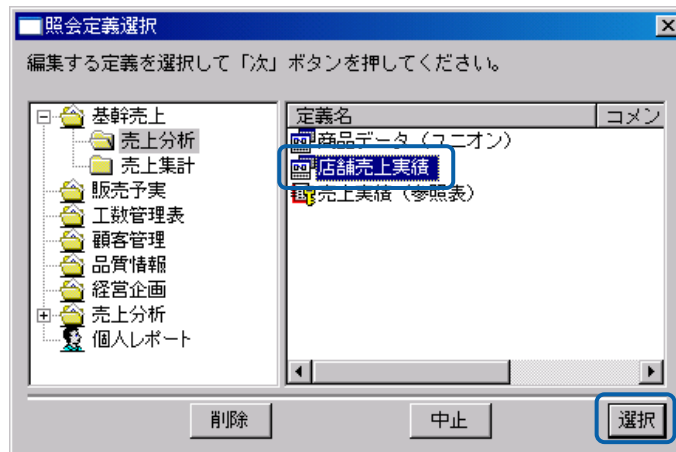 照会定義選択
編集する定義を選択して「次」ボタンを押してください。
基幹売上
売上分析
売上集計
販売予実
工数管理表
顧客管理
品質情報
経営企画
売上分析
個人レポート
定義名 コメン
商品データ（ユニオン）
店舗売上実績
売上実績（参照表）
削除 中止 選択